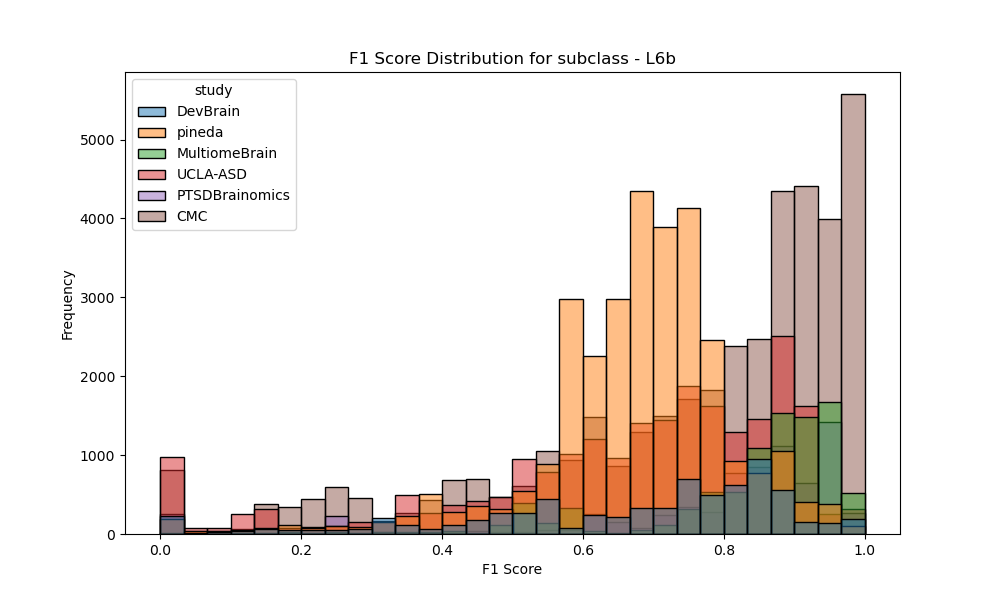 F1 Score Distribution for subclass - L6b
study
DevBrain
pineda
MultiomeBrain
UCLA-ASD
PTSDBrainomics
CMC
Frequency
5000
4000
3000
2000
1000
0
0.0 0.2 0.4 0.6 0.8 1.0
F1 Score